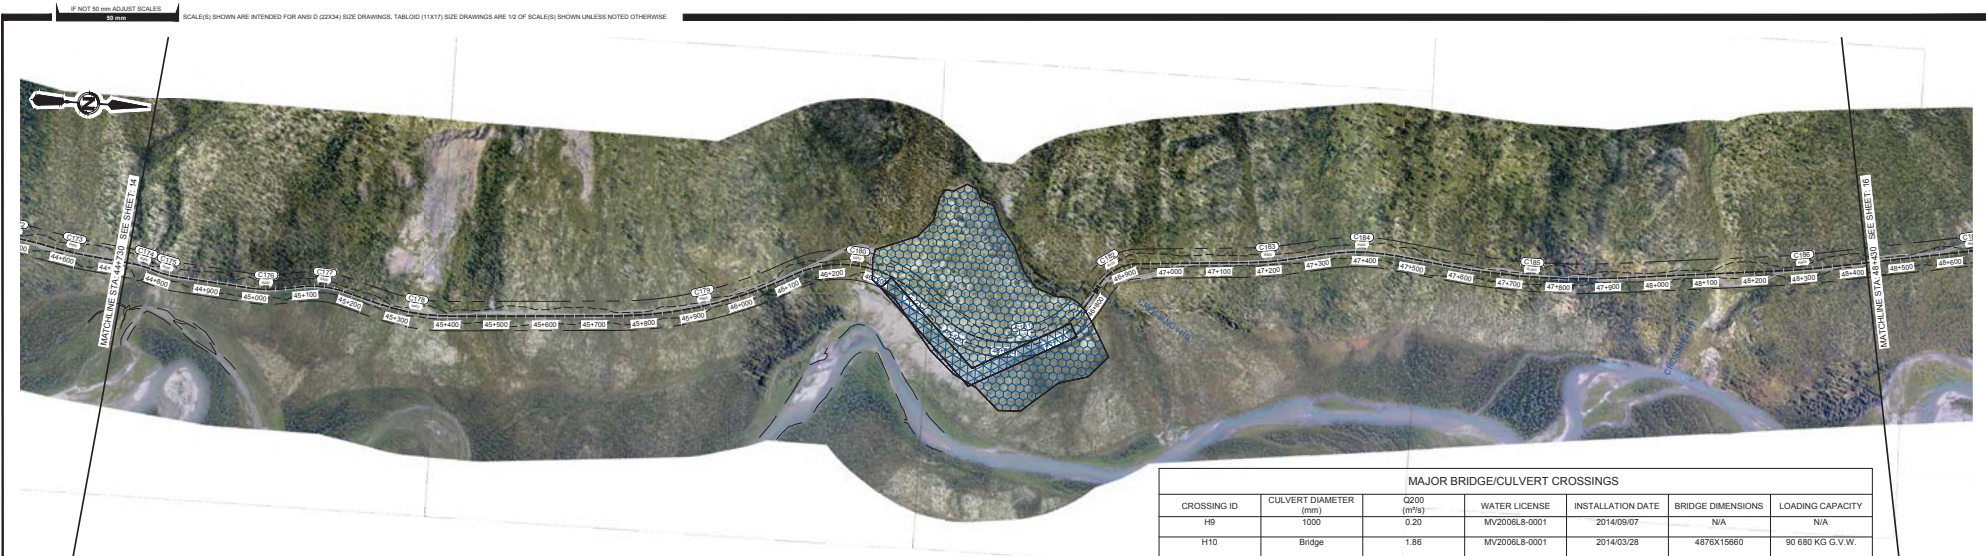 IF NOT 50 mm ADJUST SCALES
50 mm
SCALE(S) SHOWN ARE INTENDED FOR ANSI D (22X34) SIZE DRAWINGS, TABLOID (11X17) SIZE DRAWINGS ARE 1/2 OF SCALE(S) SHOWN UNLESS NOTED OTHERWISE
N
MATCHLINE STA: 44+730 SEE SHEET: 14
C173
C174
C175
C176
C177
C178
C179
C180
C182
C183
C184
C185
C186
44+600
44+800
44+900
45+000
45+100
45+200
45+300
45+400
45+500
45+600
45+700
45+800
45+900
46+000
46+100
46+200
46+800
46+900
47+000
47+100
47+200
47+300
47+400
47+500
47+600
47+700
47+800
47+900
48+000
48+100
48+200
48+300
48+400
48+500
48+600
MATCHLINE STA: 48+430 SEE SHEET: 16
MAJOR BRIDGE/CULVERT CROSSINGS
CROSSING ID CULVERT DIAMETER (mm) Q200 (m³/s) WATER LICENSE INSTALLATION DATE BRIDGE DIMENSIONS LOADING CAPACITY
H9 1000 0.20 MV2006L8-0001 2014/09/07 N/A N/A
H10 Bridge 1.86 MV2006L8-0001 2014/03/28 4876X15660 90 680 KG G.V.W.